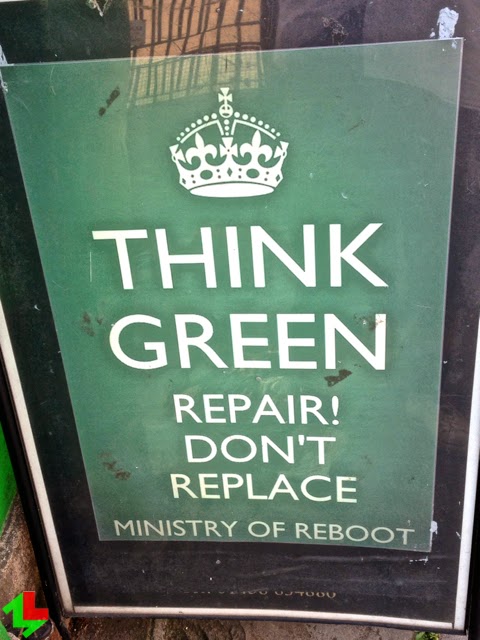 THINK
GREEN
REPAIR!
DON'T
REPLACE
MINISTRY OF REBOOT